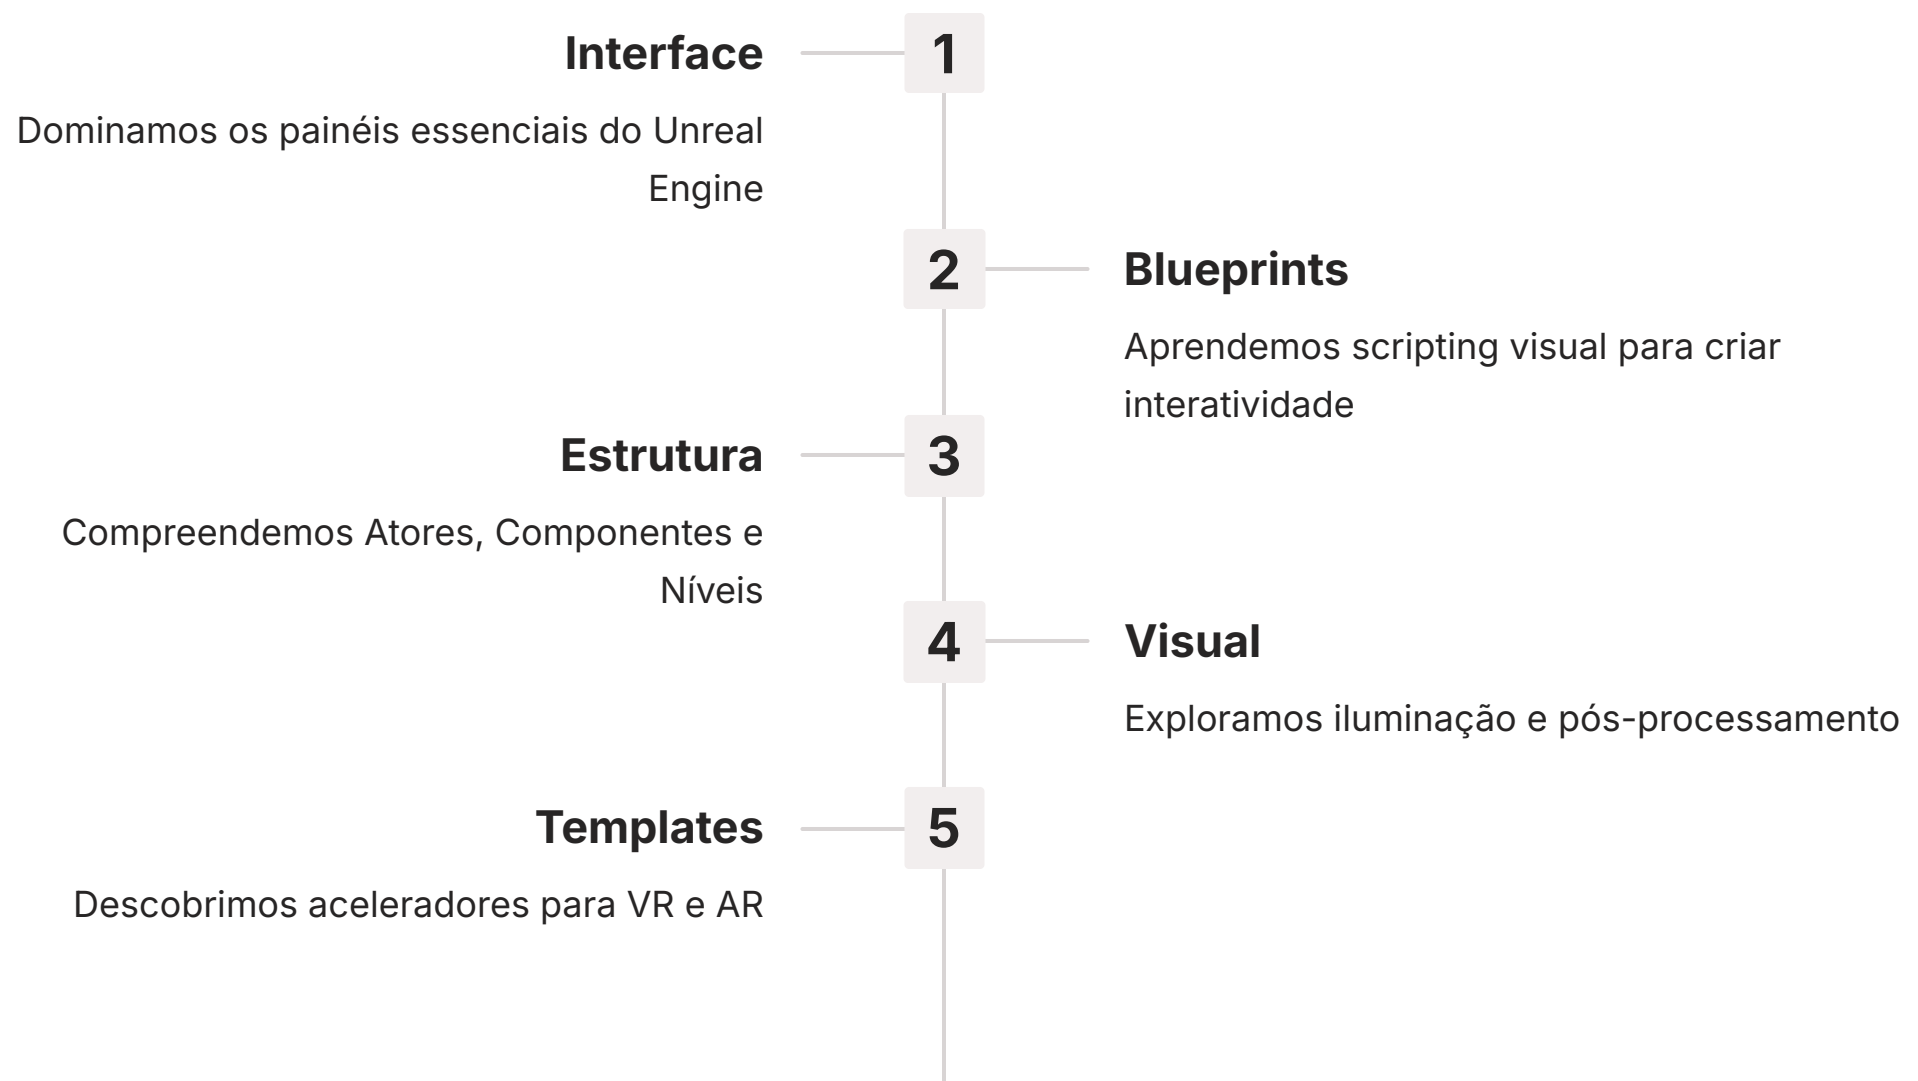 1
Interface
Dominamos os painéis essenciais do Unreal
Engine
2
Blueprints
Aprendemos scripting visual para criar
interatividade
3
Estrutura
Compreendemos Atores, Componentes e
Níveis
4
Visual
Exploramos iluminação e pós-processamento
5
Templates
Descobrimos aceleradores para VR e AR